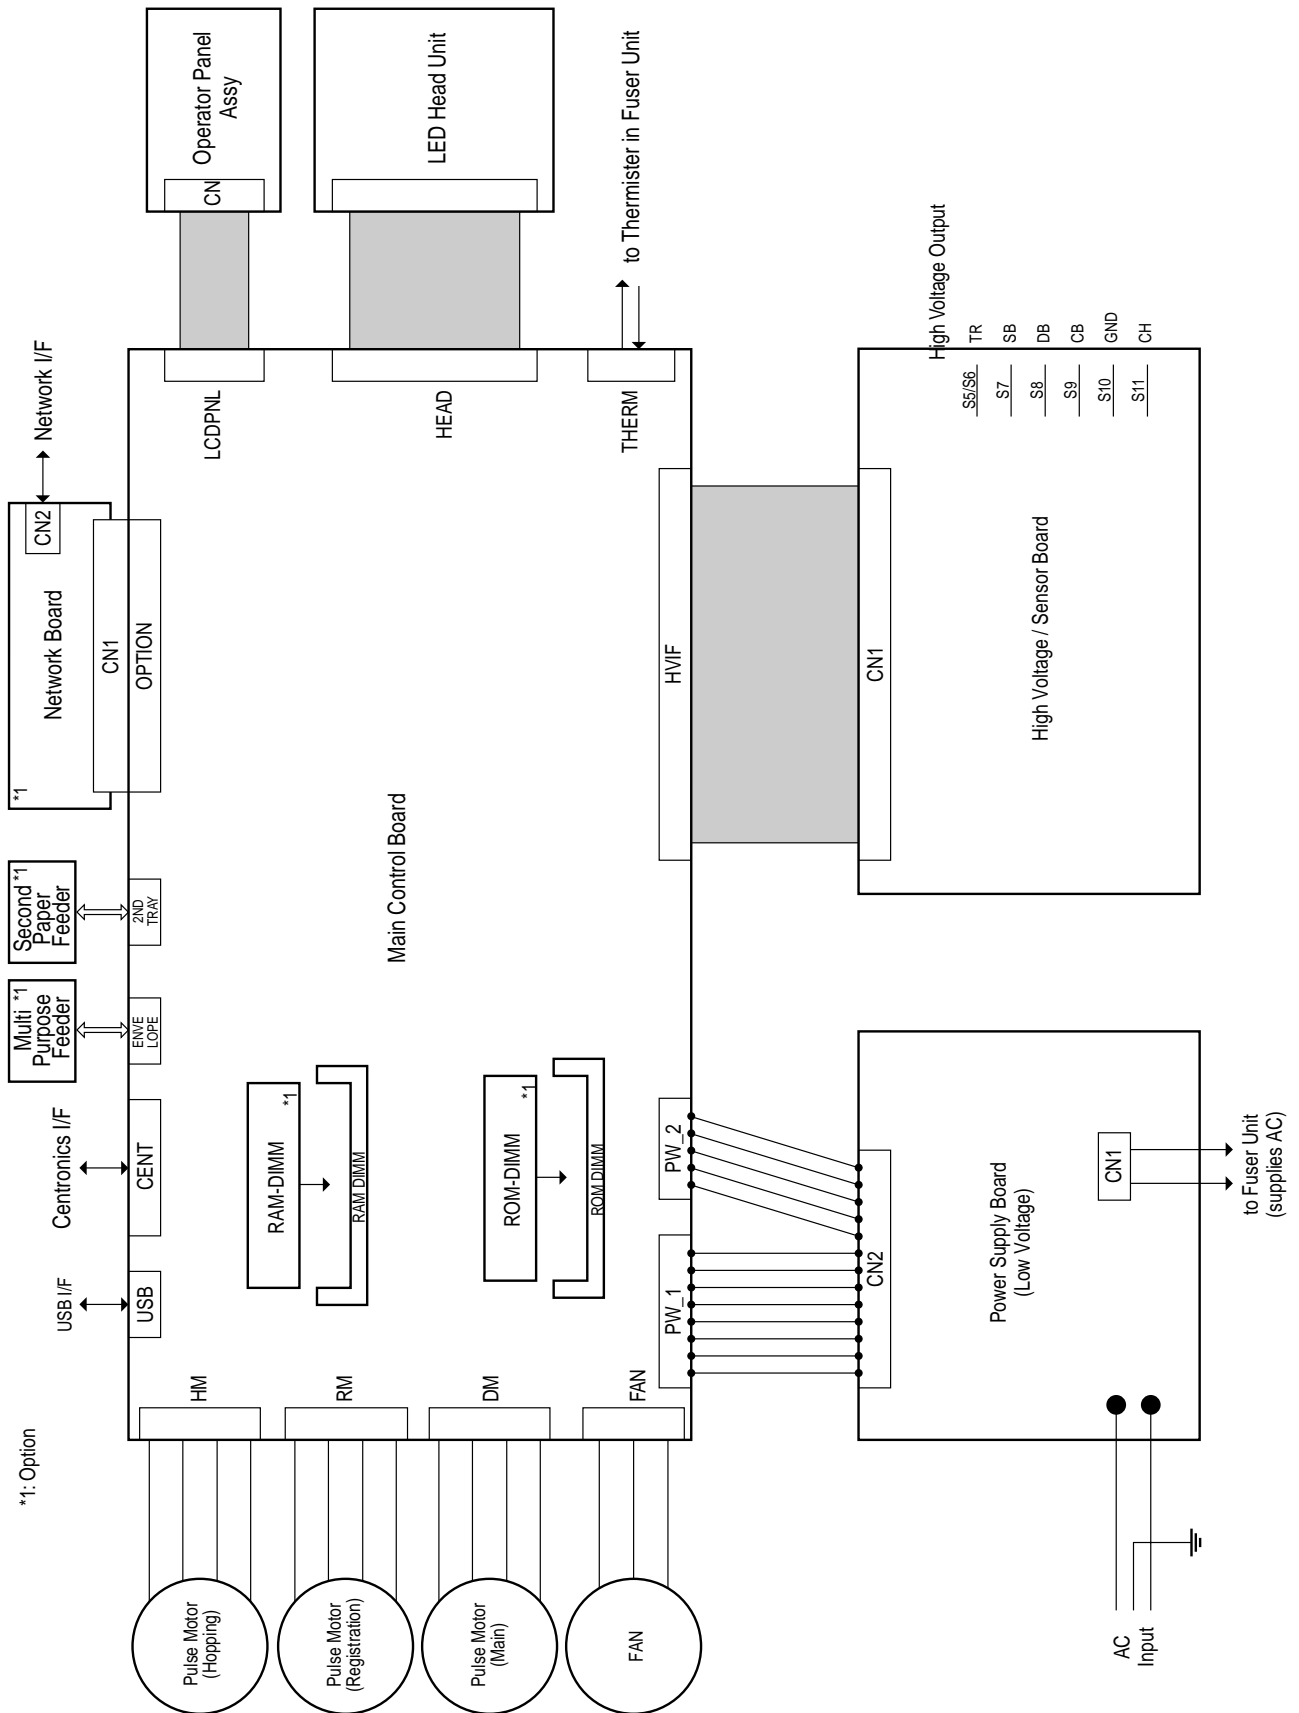 *1: Option
USB I/F
Centronics I/F
Multi *1
Purpose
Feeder
Second *1
Paper
Feeder
*1
Network Board
CN2
Network I/F
CN1
OPTION
USB
CENT
ENVE
LOPE
2ND
TRAY
Pulse Motor
(Hopping)
HM
Pulse Motor
(Registration)
RM
Pulse Motor
(Main)
DM
FAN
FAN
RAM-DIMM
*1
RAM DIMM
ROM-DIMM
*1
ROM DIMM
Main Control Board
LCDPNL
CN
Operator Panel
Assy
HEAD
LED Head Unit
THERM
to Thermister in Fuser Unit
PW_1
PW_2
HVIF
CN2
CN1
Power Supply Board
(Low Voltage)
CN1
to Fuser Unit
(supplies AC)
AC
Input
High Voltage / Sensor Board
High Voltage Output
S5/S6 TR
S7 SB
S8 DB
S9 CB
S10 GND
S11 CH